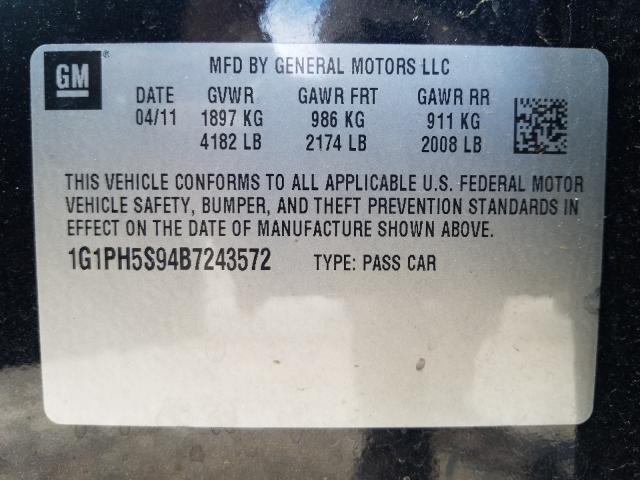 GM
MFD BY GENERAL MOTORS LLC
DATE GVWR GAWR FRT GAWR RR
04/11 1897 KG 986 KG 911 KG
4182 LB 2174 LB 2008 LB
THIS VEHICLE CONFORMS TO ALL APPLICABLE U.S. FEDERAL MOTOR
VEHICLE SAFETY, BUMPER, AND THEFT PREVENTION STANDARDS IN
EFFECT ON THE DATE OF MANUFACTURE SHOWN ABOVE.
1G1PH5S94B7243572 TYPE: PASS CAR